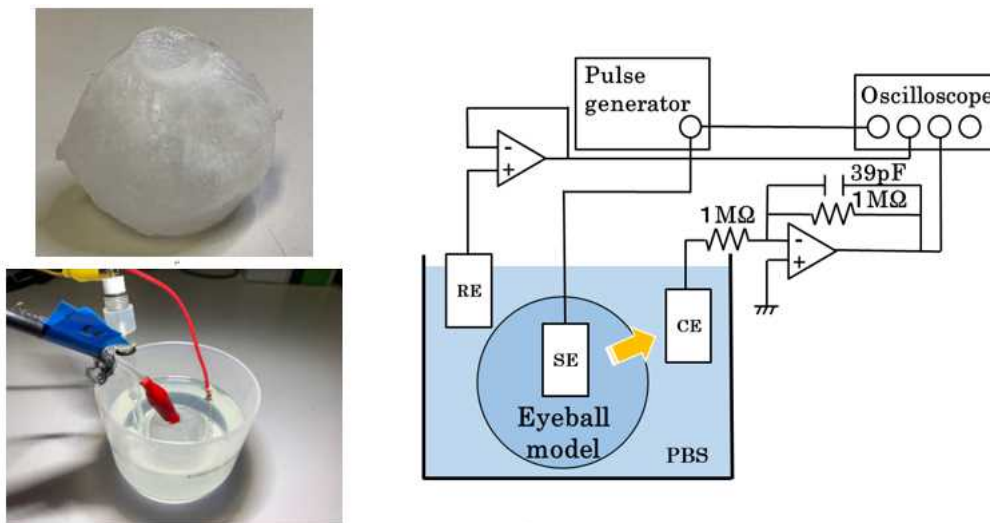 Pulse
generator
Oscilloscope
-
+
39pF
1MΩ
1MΩ
-
+
RE
CE
SE
Eyeball
model
PBS